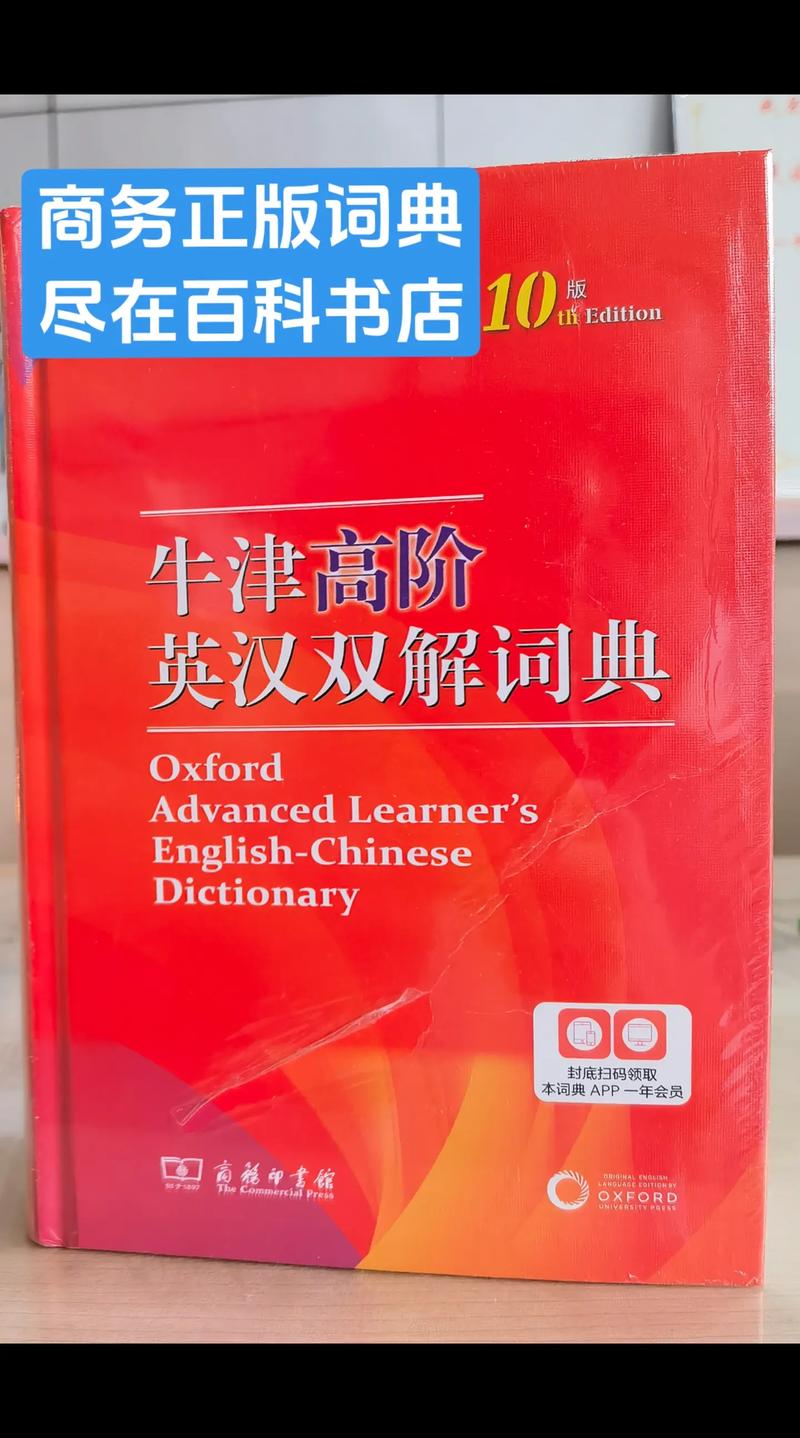 商务正版词典
尽在百科书店
10版
th Edition
牛津高阶
英汉双解词典
Oxford
Advanced Learner's
English-Chinese
Dictionary
封底扫码领取
本词典 APP 一年会员
商務印書館
The Commercial Press
ORIGINAL ENGLISH
LANGUAGE EDITION BY
OXFORD
UNIVERSITY PRESS